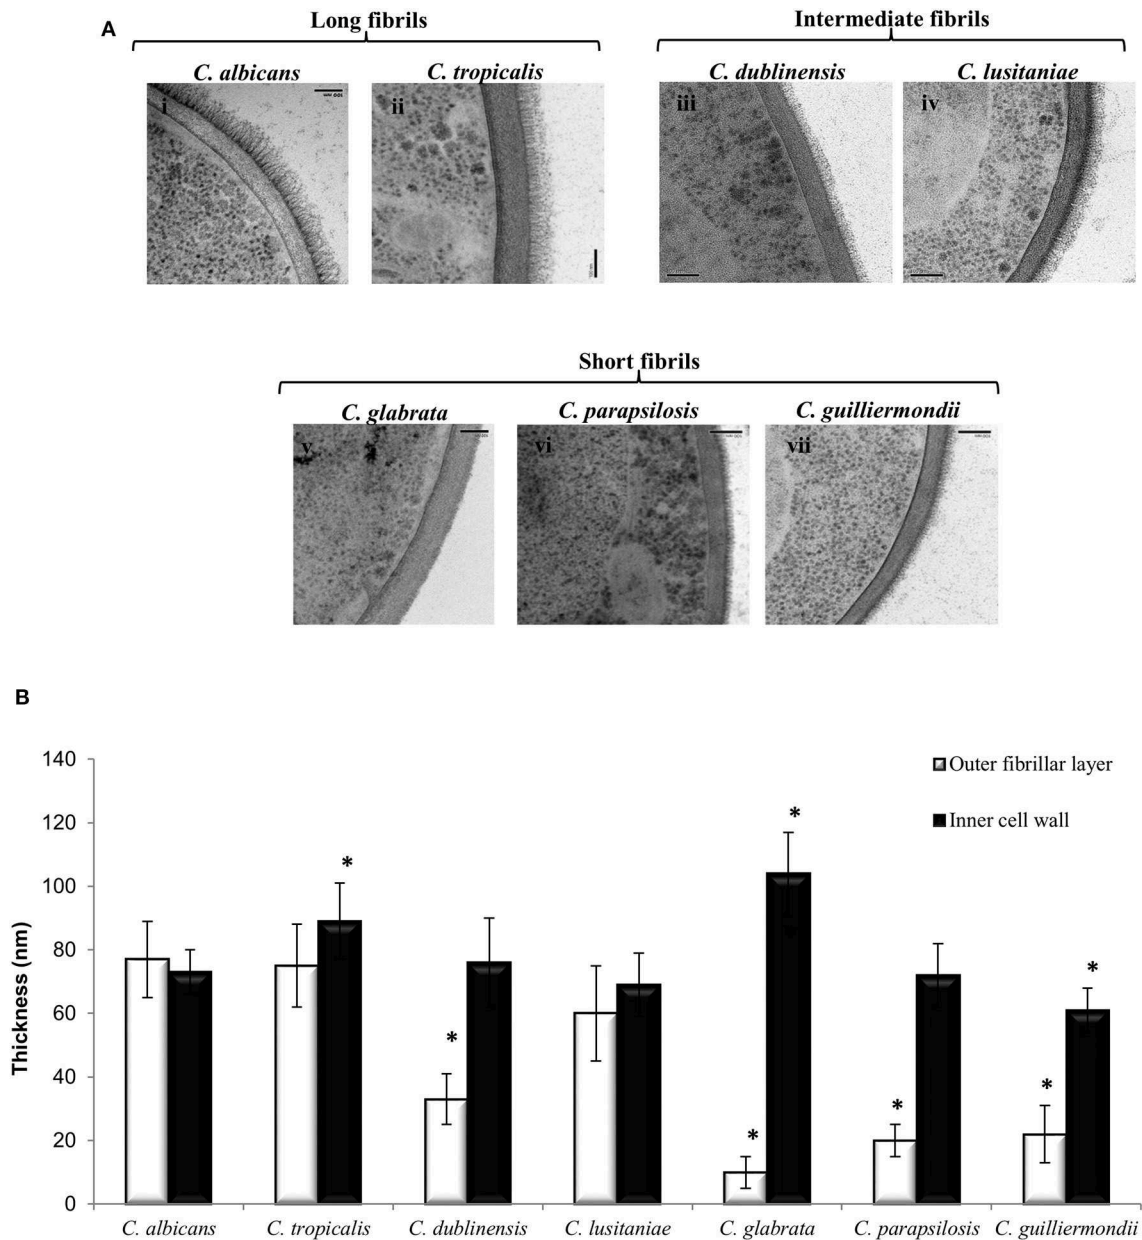 A
Long fibrils
Intermediate fibrils
C. albicans
C. tropicalis
C. dublinensis
C. lusitaniae
i
ii
iii
iv
Short fibrils
C. glabrata
C. parapsilosis
C. guilliermondii
v
vi
vii
B
Thickness (nm)
140
120
100
80
60
40
20
0
Outer fibrillar layer
Inner cell wall
*
*
*
*
*
*
*
C. albicans
C. tropicalis
C. dublinensis
C. lusitaniae
C. glabrata
C. parapsilosis
C. guilliermondii